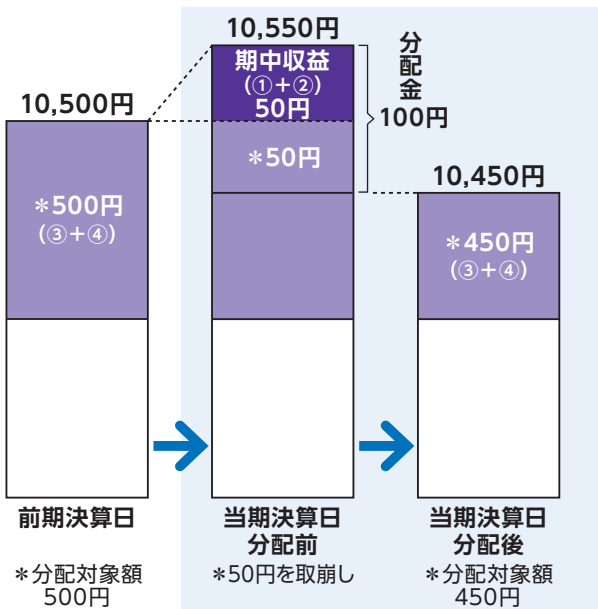 10,500円
*500円
(③+④)
前期決算日
*分配対象額
500円
10,550円
期中収益
(①+②)
50円
*50円
分配金
100円
当期決算日
分配前
*50円を取崩し
10,450円
*450円
(③+④)
当期決算日
分配後
*分配対象額
450円